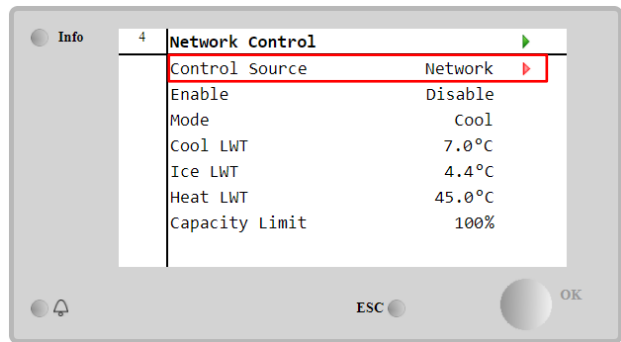 Info
4 Network Control
Control Source Network
Enable Disable
Mode Cool
Cool LWT 7.0°C
Ice LWT 4.4°C
Heat LWT 45.0°C
Capacity Limit 100%
ESC
OK